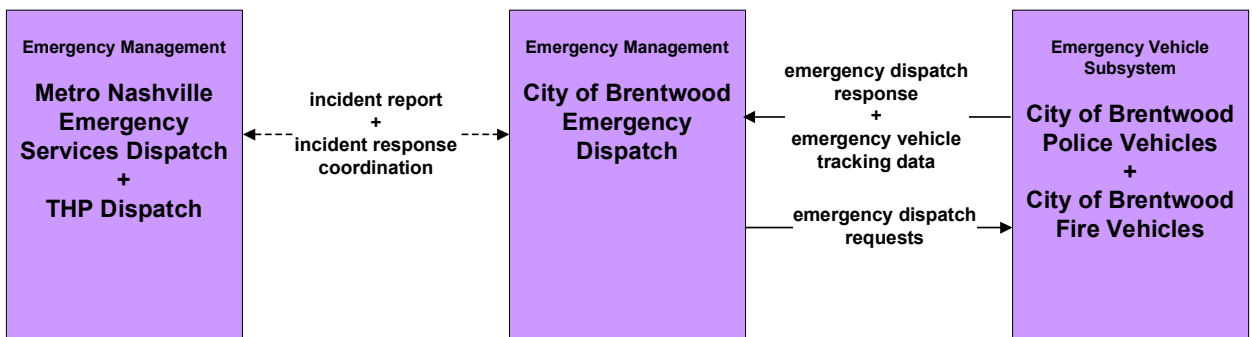 Emergency Management
Metro Nashville
Emergency
Services Dispatch
+
THP Dispatch
incident report
+
incident response
coordination
Emergency Management
City of Brentwood
Emergency
Dispatch
emergency dispatch
response
+
emergency vehicle
tracking data
emergency dispatch
requests
Emergency Vehicle
Subsystem
City of Brentwood
Police Vehicles
+
City of Brentwood
Fire Vehicles